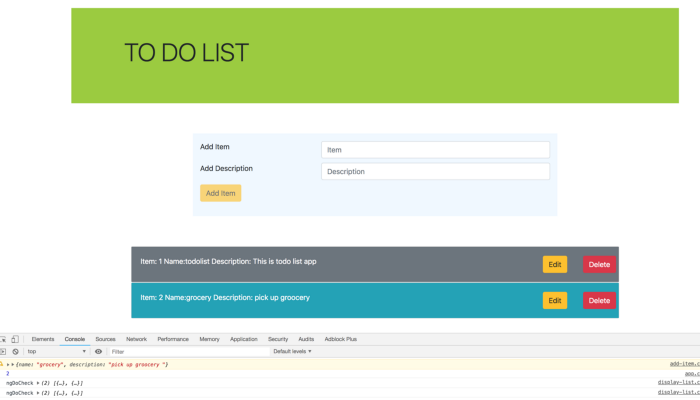 TO DO LIST
Add Item
Item
Add Description
Description
Add Item
Item: 1 Name:todolist Description: This is todo list app
Edit
Delete
Item: 2 Name:grocery Description: pick up groocery
Edit
Delete
Elements Console Sources Network Performance Memory Application Security Audits Adblock Plus
top Filter Default levels ▼
{name: "grocery", description: "pick up groocery "} add-item.c
2 app.c
ngDoCheck ▶ (2) [{…}, {…}] display-list.c
ngDoCheck ▶ (2) [{…}, {…}] display-list.c